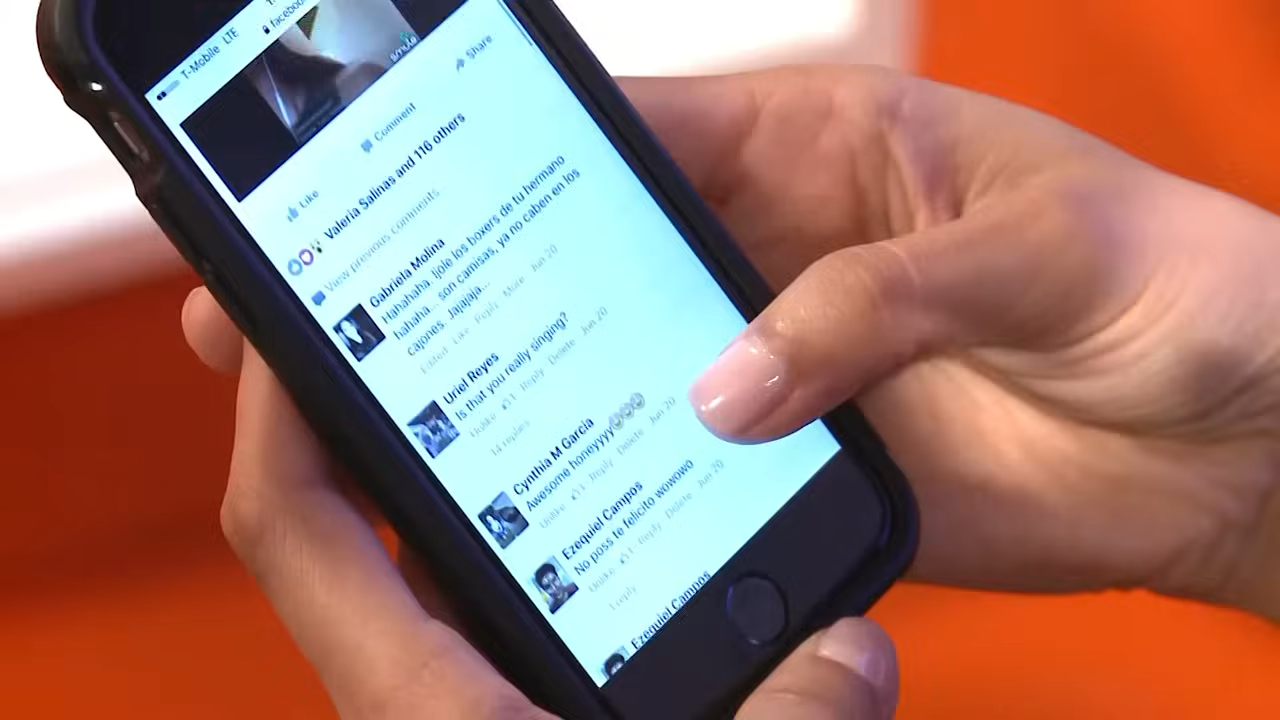 T-Mobile LTE
facebook
Share
Comment
Like
Valeria Salinas and 116 others
View previous comments
Gabriela Molina
Hahahaha. Ijole los boxers de tu hermano
hahaha... son camisas, ya no caben en los
cajones. Jajajaja...
Edited · Like · Reply · More · Jun 20
Uriel Reyes
Is that you really singing?
Unlike · 1 · Reply · Delete · Jun 20
14 replies
Cynthia M Garcia
Awesome honeyyyy
Unlike · 1 · Reply · Delete · Jun 20
Ezequiel Campos
No poss te felicito wowowo
Unlike · 1 · Reply · Delete · Jun 20
1 reply
Ezequiel Campos